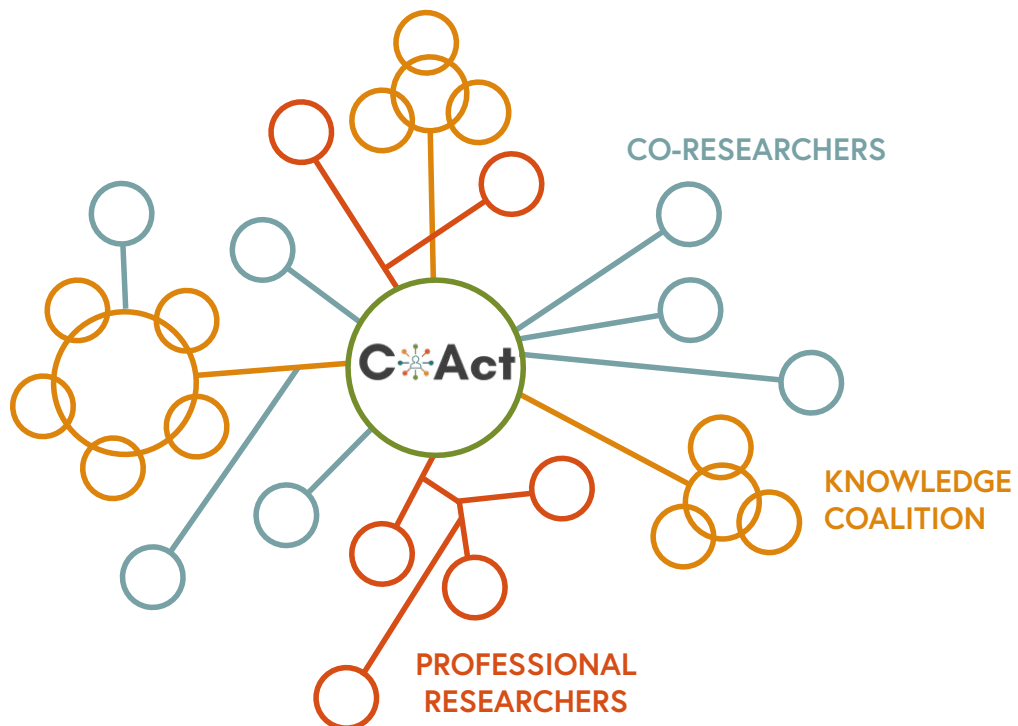 CO-RESEARCHERS
CoAct
KNOWLEDGE
COALITION
PROFESSIONAL
RESEARCHERS